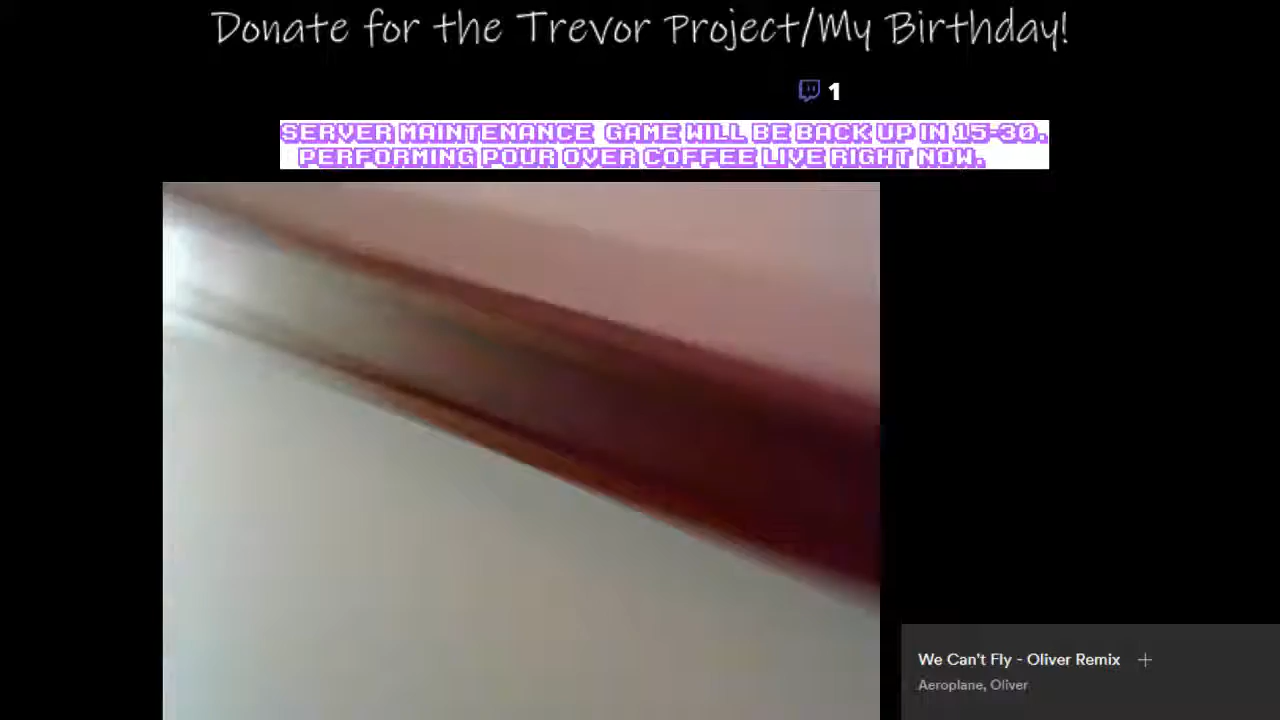 Donate for the Trevor Project/My Birthday!
1
SERVER MAINTENANCE GAME WILL BE BACK UP IN 15-30.
PERFORMING POUR OVER COFFEE LIVE RIGHT NOW.
We Can't Fly - Oliver Remix
Aeroplane, Oliver